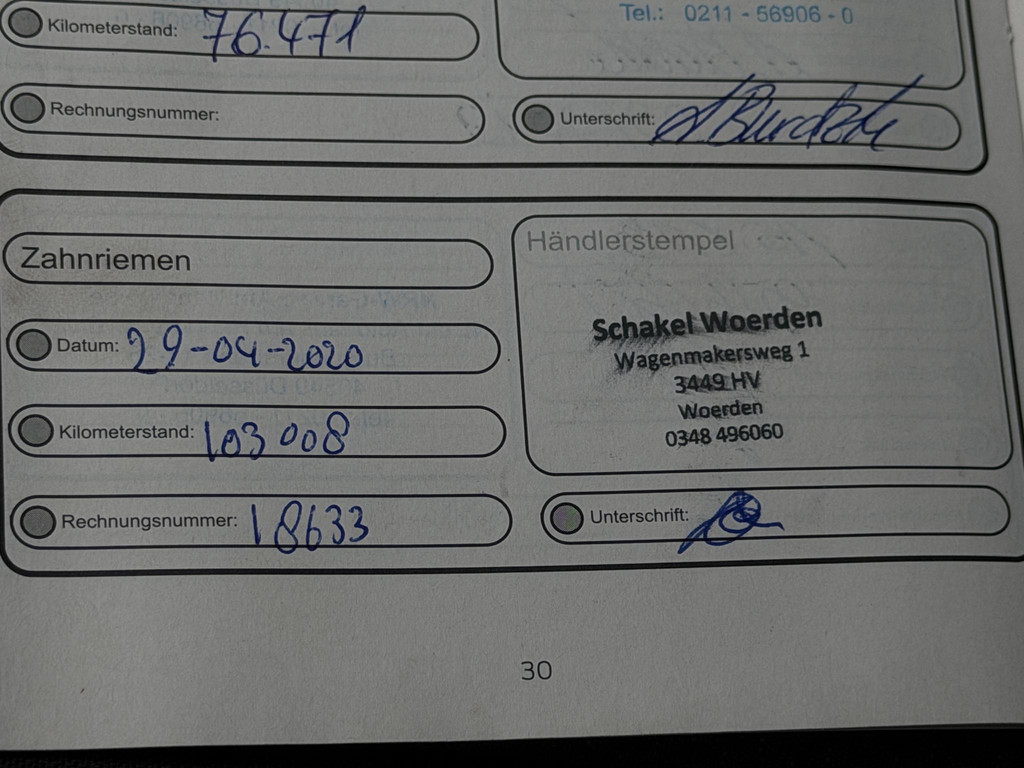 Kilometerstand: 76.471
Tel.: 0211 - 56906 - 0
Rechnungsnummer:
Unterschrift:
Zahnriemen
Händlerstempel
Datum: 29-04-2020
Schakel Woerden
Wagenmakersweg 1
3449 HV
Woerden
0348 496060
Kilometerstand: 103 008
Rechnungsnummer: 18633
Unterschrift:
30